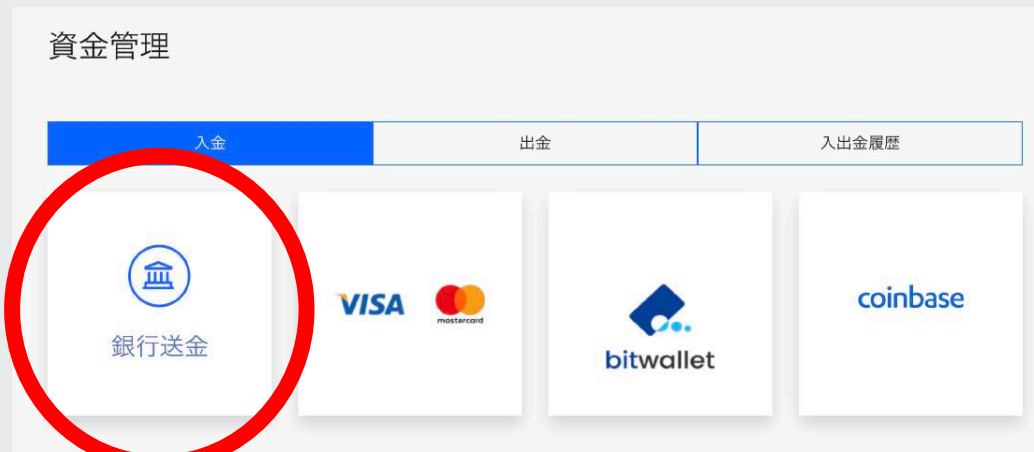 資金管理
入金
出金
入出金履歴
銀行送金
VISA
mastercard
bitwallet
coinbase